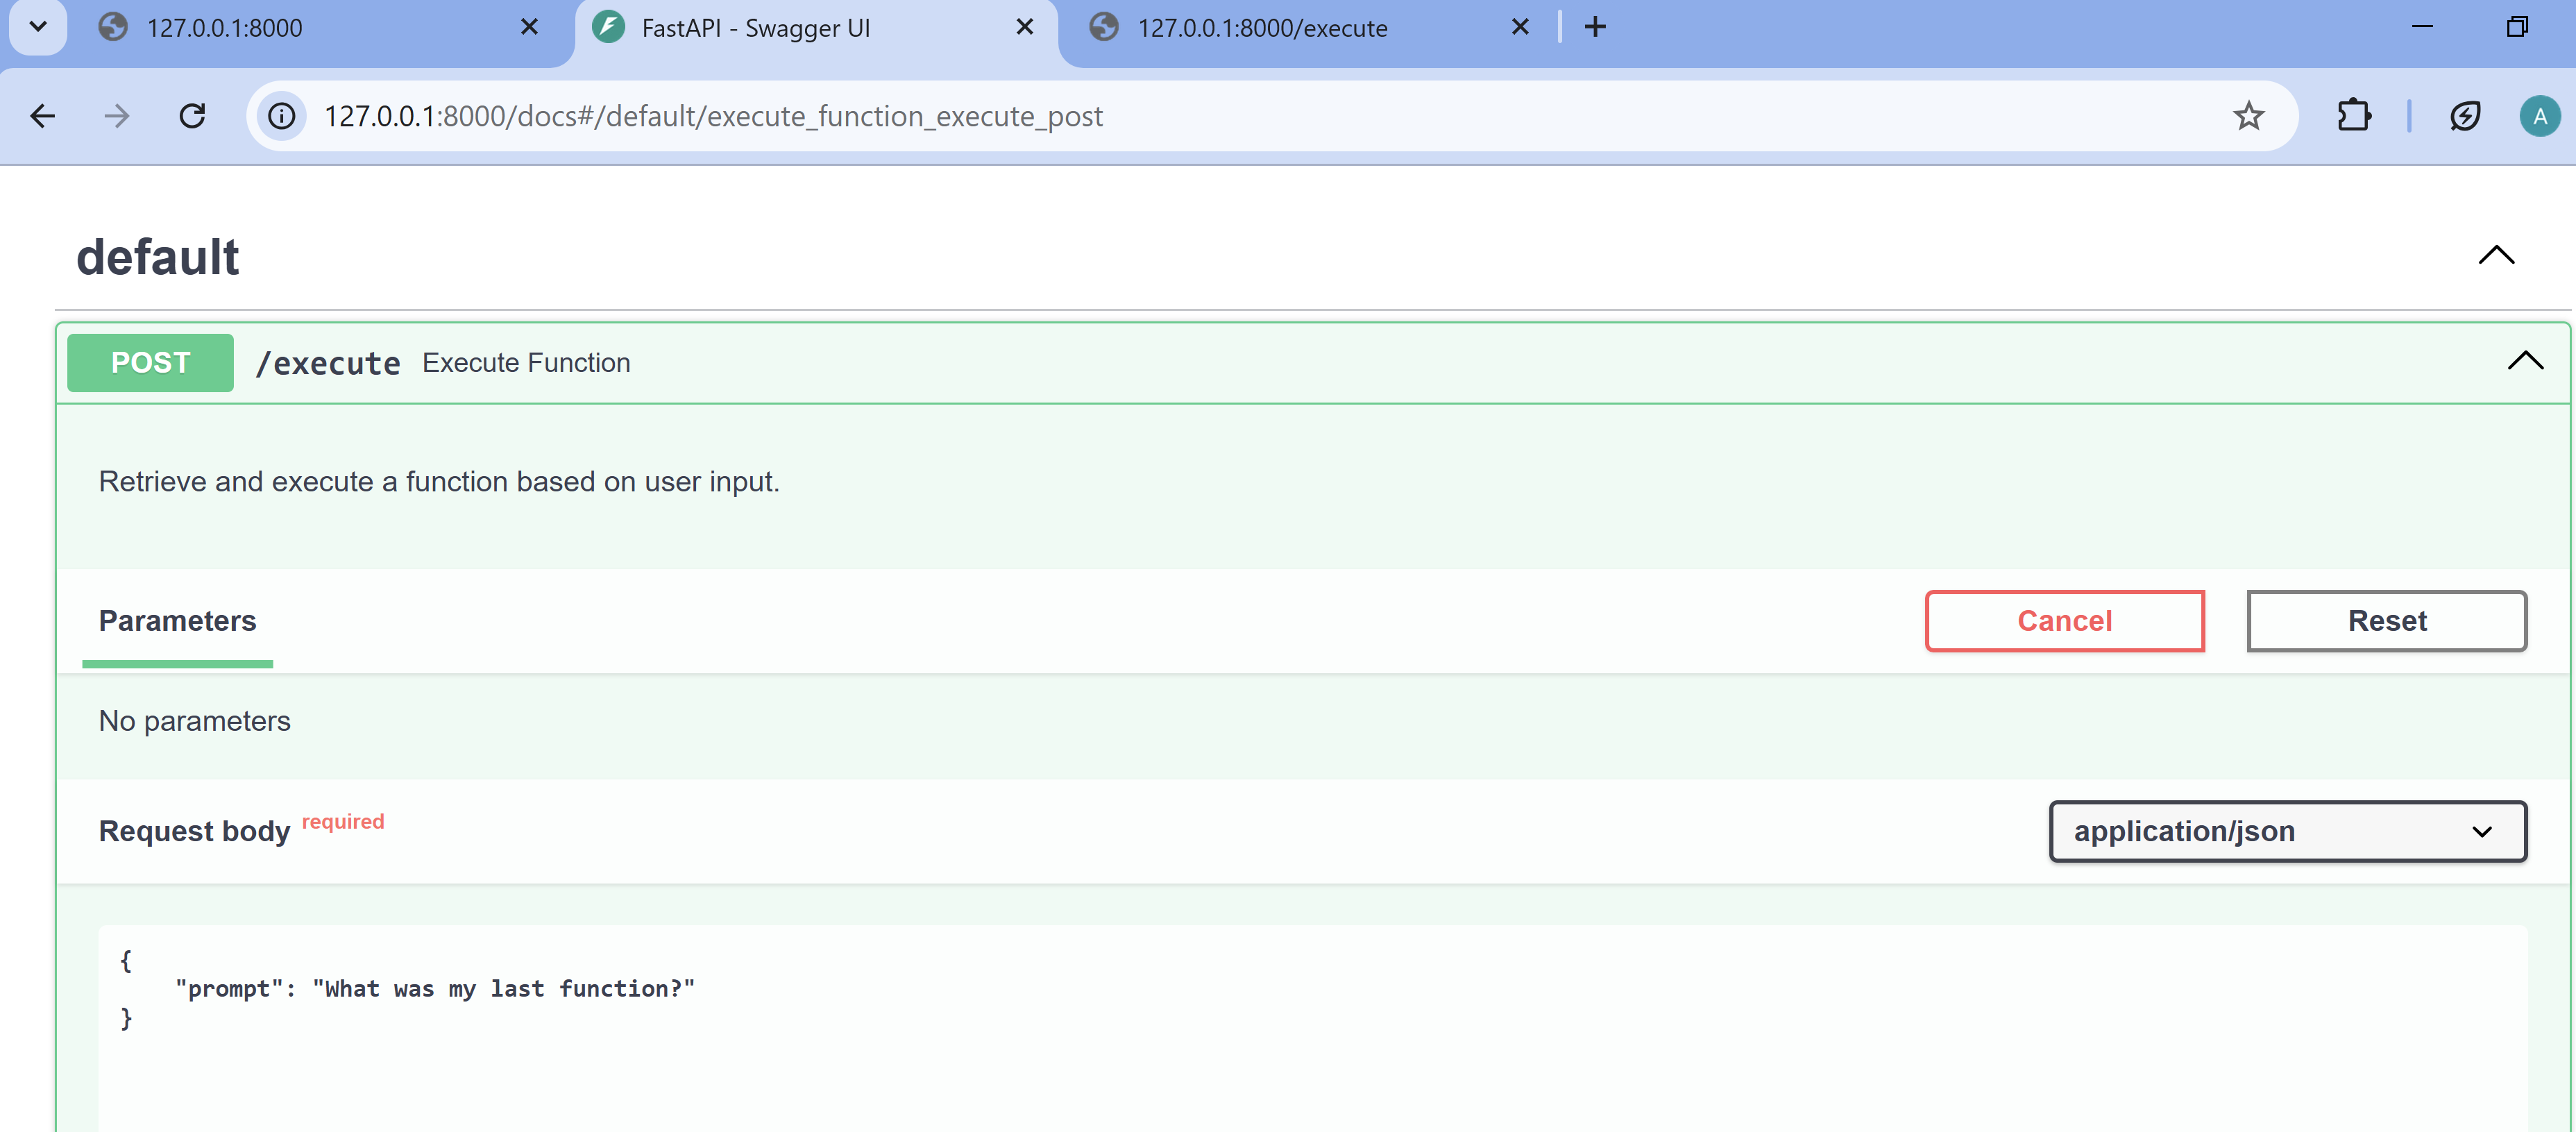 127.0.0.1:8000
FastAPI - Swagger UI
127.0.0.1:8000/execute
127.0.0.1:8000/docs#/default/execute_function_execute_post
A
default
POST /execute Execute Function
Retrieve and execute a function based on user input.
Parameters
Cancel
Reset
No parameters
Request body required
application/json
{
"prompt": "What was my last function?"
}